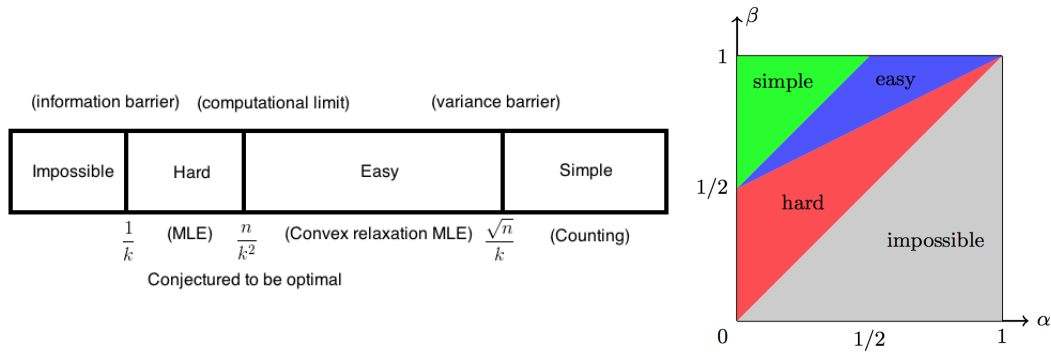 (information barrier) (computational limit) (variance barrier)
Impossible Hard Easy Simple
1/k (MLE) n/k² (Convex relaxation MLE) √n/k (Counting)
Conjectured to be optimal
β
1
simple easy
1/2
hard
impossible
0 1/2 1 α